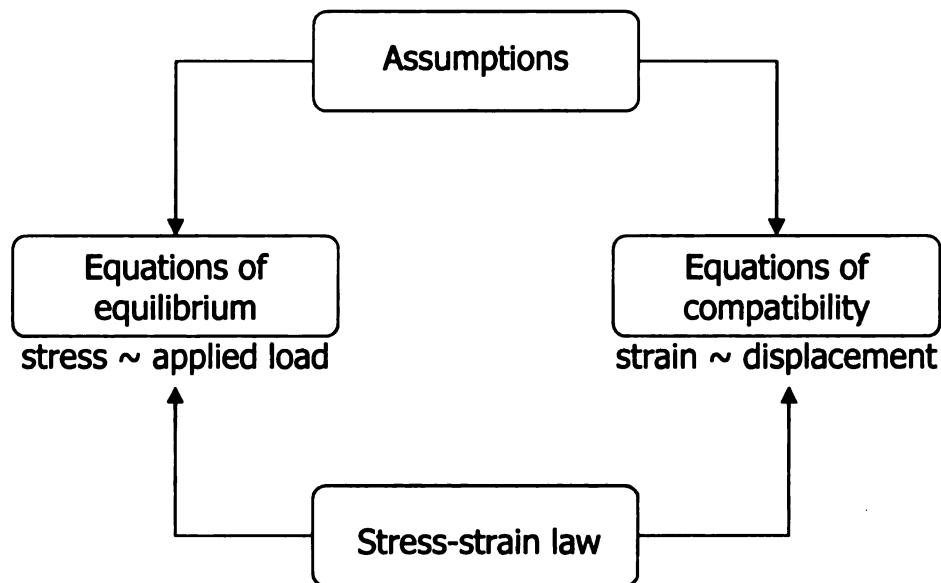 Assumptions
Equations of
equilibrium
stress ~ applied load
Equations of
compatibility
strain ~ displacement
Stress-strain law